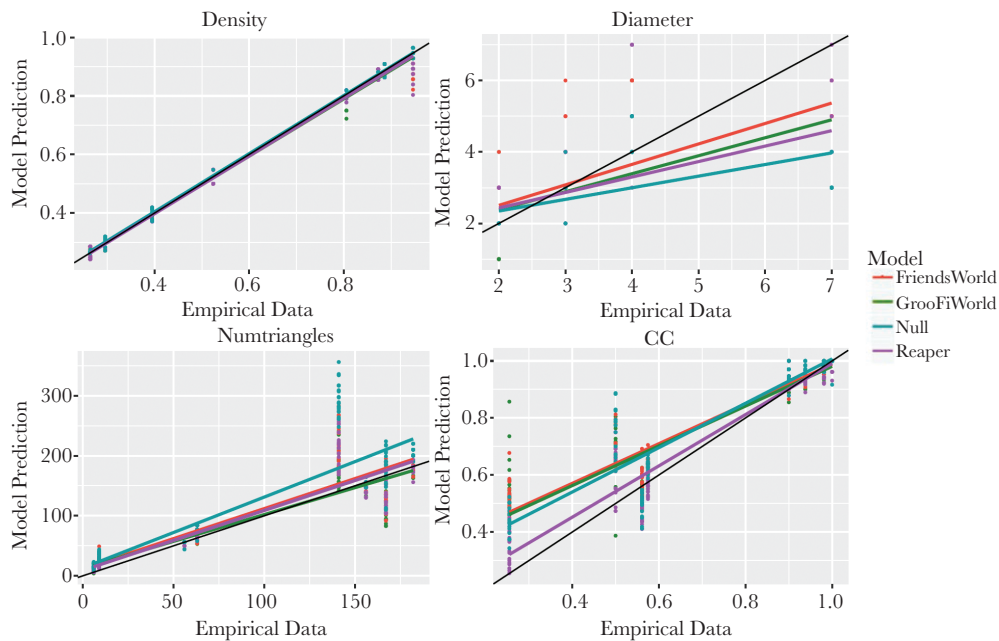 Density
Model Prediction
1.0
0.8
0.6
0.4
0.4
0.8
Empirical Data
Diameter
Model Prediction
6
4
2
2
3
4
5
6
7
Empirical Data
Numtriangles
Model Prediction
300
200
100
0
0
50
100
150
Empirical Data
CC
Model Prediction
1.0
0.8
0.6
0.4
0.4
0.6
0.8
1.0
Empirical Data
Model
FriendsWorld
GrooFiWorld
Null
Reaper